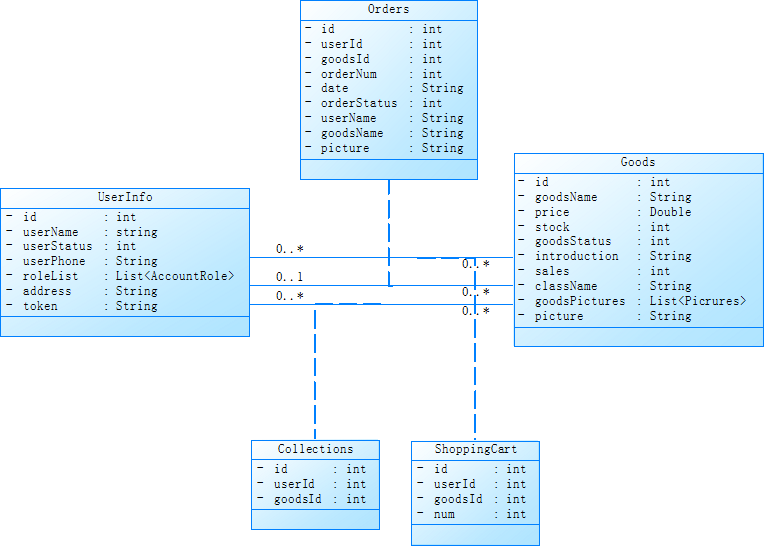 Orders
- id : int
- userId : int
- goodsId : int
- orderNum : int
- date : String
- orderStatus : int
- userName : String
- goodsName : String
- picture : String
UserInfo
- id : int
- userName : string
- userStatus : int
- userPhone : String
- roleList : List<AccountRole>
- address : String
- token : String
0..*
0..*
0..1
0..*
0..*
0..*
Goods
- id : int
- goodsName : String
- price : Double
- stock : int
- goodsStatus : int
- introduction : String
- sales : int
- className : String
- goodsPictures : List<Picrures>
- picture : String
Collections
- id : int
- userId : int
- goodsId : int
ShoppingCart
- id : int
- userId : int
- goodsId : int
- num : int